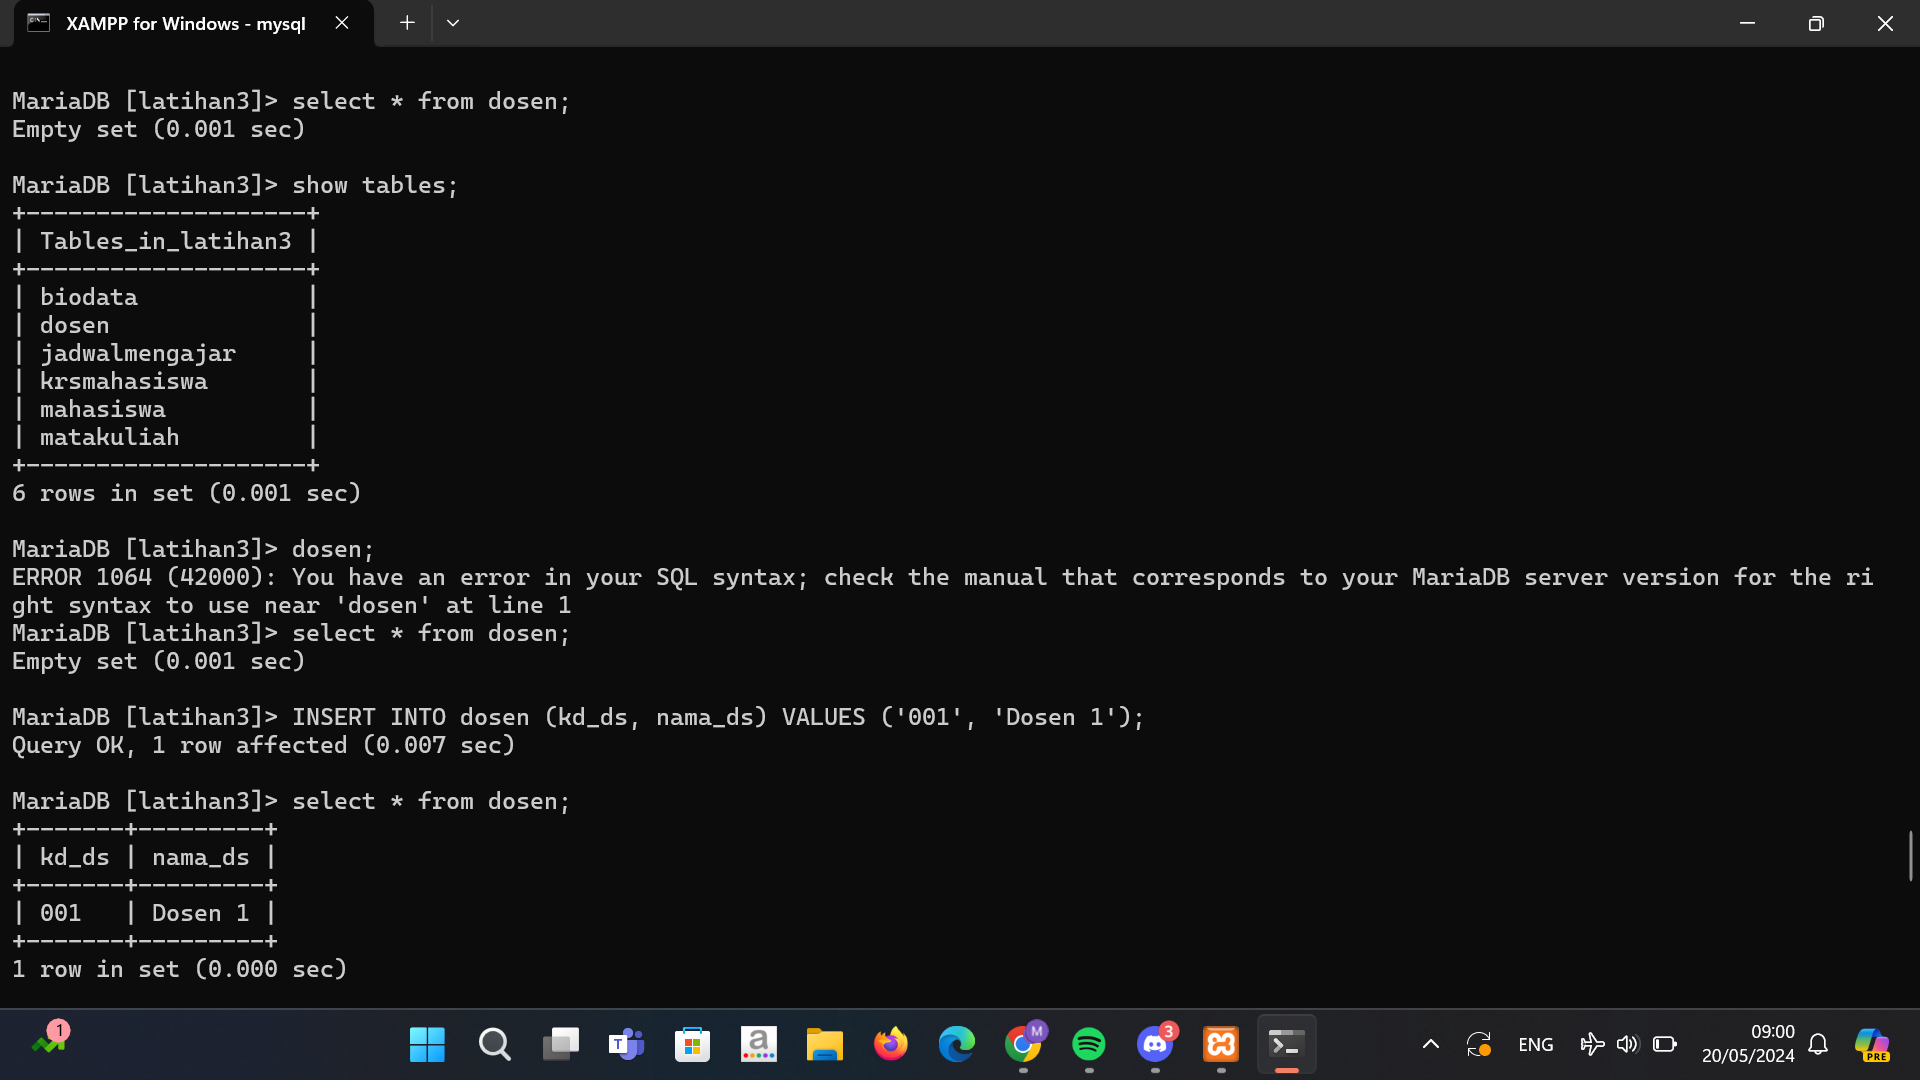 XAMPP for Windows - mysql
MariaDB [latihan3]> select * from dosen;
Empty set (0.001 sec)
MariaDB [latihan3]> show tables;
+--------------------+
| Tables_in_latihan3 |
+--------------------+
| biodata            |
| dosen              |
| jadwalmengajar     |
| krsmahasiswa       |
| mahasiswa          |
| matakuliah         |
+--------------------+
6 rows in set (0.001 sec)
MariaDB [latihan3]> dosen;
ERROR 1064 (42000): You have an error in your SQL syntax; check the manual that corresponds to your MariaDB server version for the ri
ght syntax to use near 'dosen' at line 1
MariaDB [latihan3]> select * from dosen;
Empty set (0.001 sec)
MariaDB [latihan3]> INSERT INTO dosen (kd_ds, nama_ds) VALUES ('001', 'Dosen 1');
Query OK, 1 row affected (0.007 sec)
MariaDB [latihan3]> select * from dosen;
+-------+---------+
| kd_ds | nama_ds |
+-------+---------+
| 001   | Dosen 1 |
+-------+---------+
1 row in set (0.000 sec)
1
T
a
M
3
ENG
09:00
20/05/2024
PRE